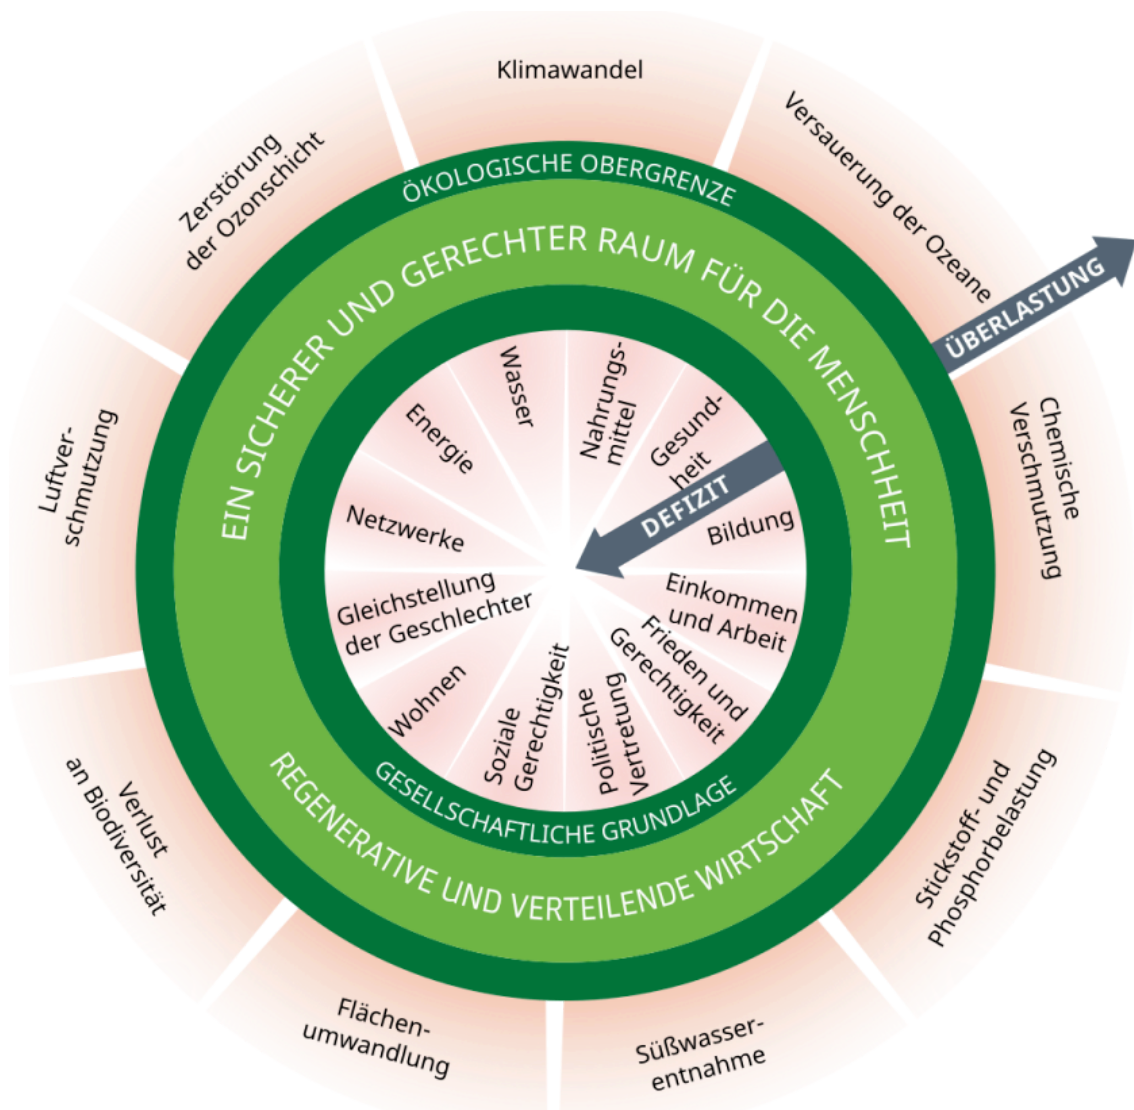 Klimawandel
Versauerung der Ozeane
ÜBERLASTUNG
Chemische
Verschmutzung
Stickstoff- und
Phosphorbelastung
Süßwasser-
entnahme
Flächen-
umwandlung
Verlust
an Biodiversität
Luftver-
schmutzung
Zerstörung
der Ozonschicht
ÖKOLOGISCHE OBERGRENZE
EIN SICHERER UND GERECHTER RAUM FÜR DIE MENSCHHEIT
Wasser
Nahrungs-
mittel
Gesund-
heit
DEFIZIT
Bildung
Einkommen
und Arbeit
Frieden und
Gerechtigkeit
Politische
Vertretung
Soziale
Gerechtigkeit
Wohnen
Gleichstellung
der Geschlechter
Netzwerke
Energie
GESELLSCHAFTLICHE GRUNDLAGE
REGENERATIVE UND VERTEILENDE WIRTSCHAFT